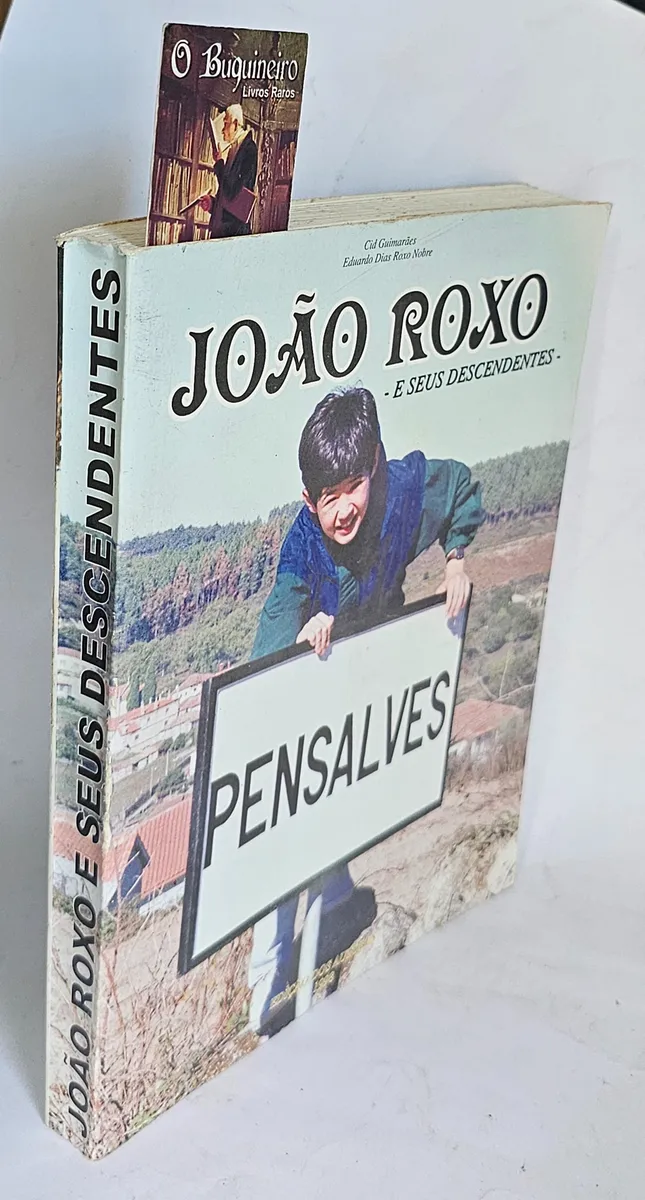 O Buquineiro
Livros Raros
Cid Guimarães
Eduardo Dias Roxo Nobre
JOÃO ROXO
- E SEUS DESCENDENTES -
PENSALVES
JOÃO ROXO E SEUS DESCENDENTES